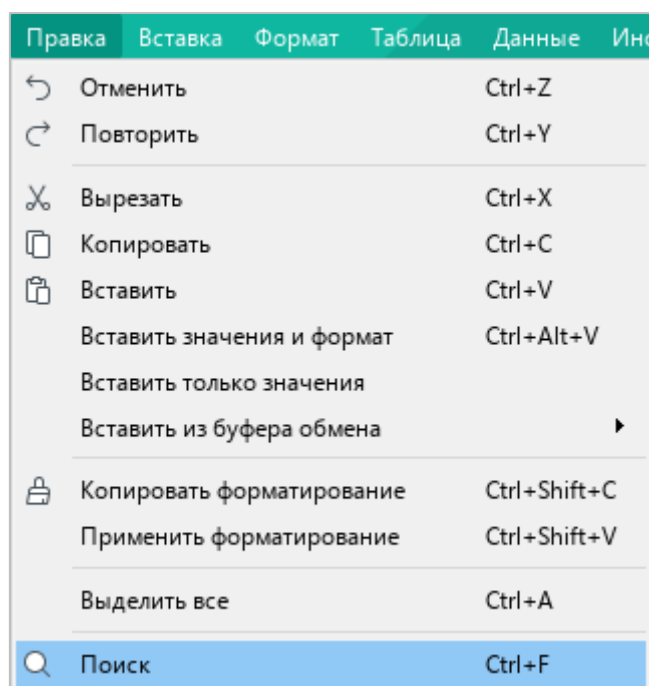 Правка Вставка Формат Таблица Данные Инс
Отменить Ctrl+Z
Повторить Ctrl+Y
Вырезать Ctrl+X
Копировать Ctrl+C
Вставить Ctrl+V
Вставить значения и формат Ctrl+Alt+V
Вставить только значения
Вставить из буфера обмена
Копировать форматирование Ctrl+Shift+C
Применить форматирование Ctrl+Shift+V
Выделить все Ctrl+A
Поиск Ctrl+F